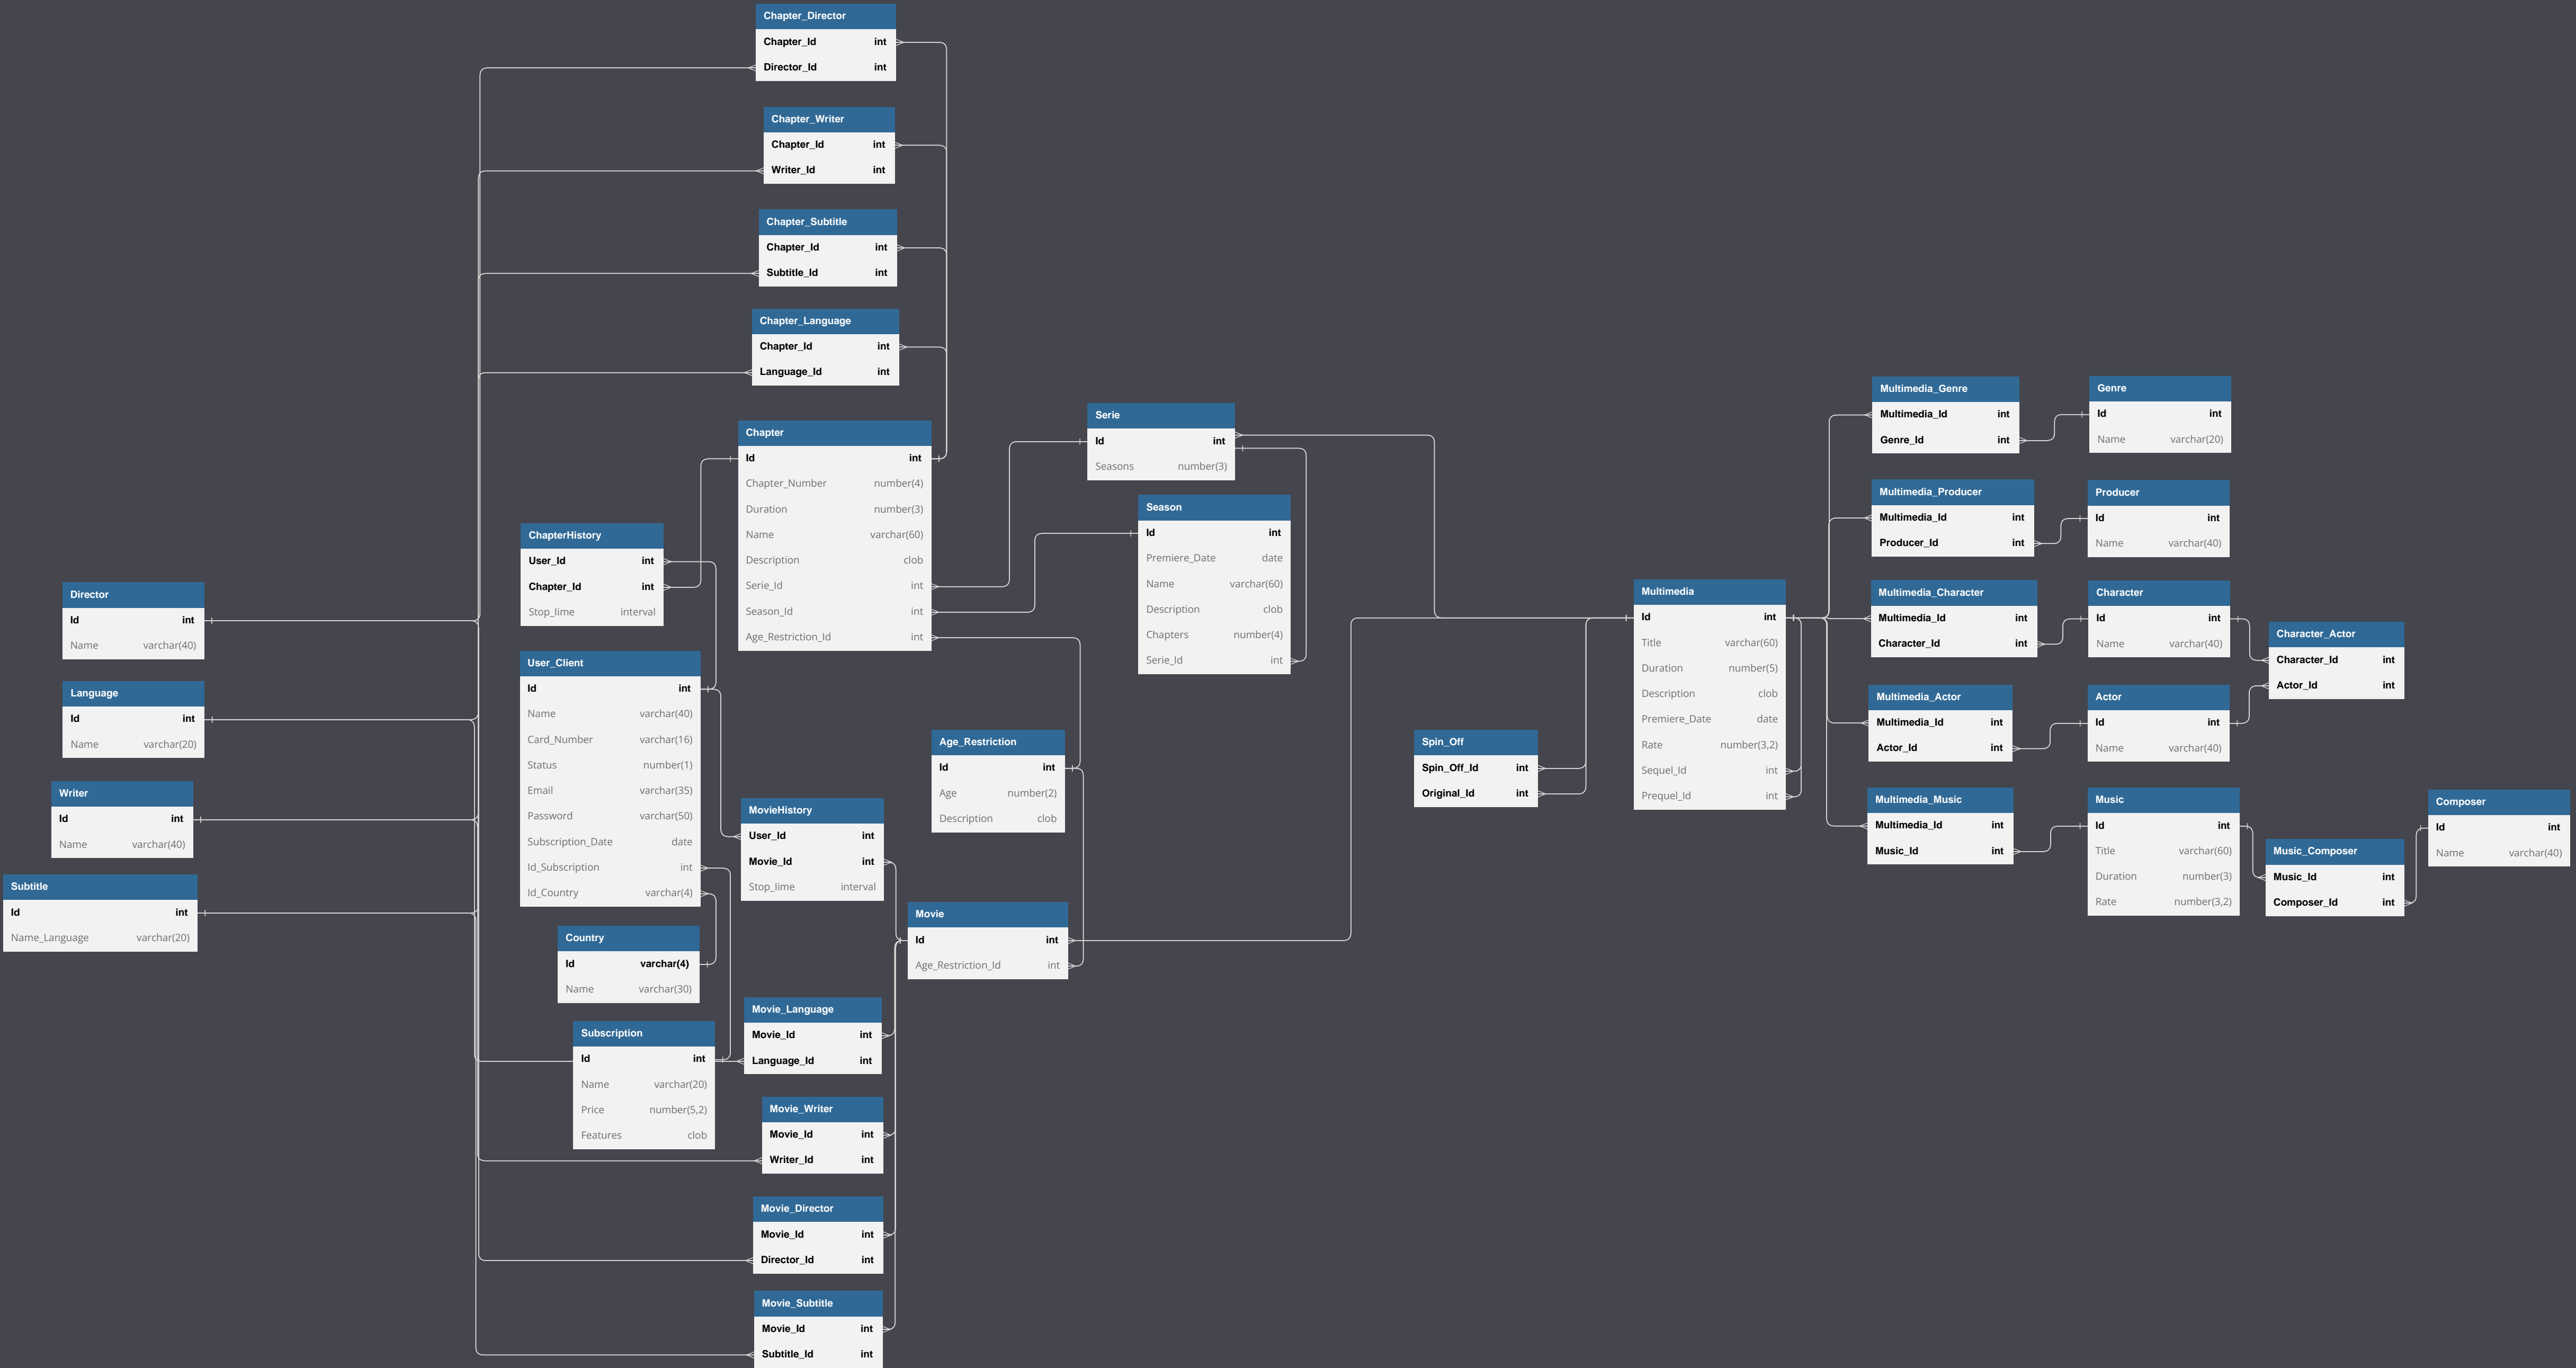 Chapter_Director
Chapter_Id int
Director_Id int
Chapter_Writer
Chapter_Id int
Writer_Id int
Chapter_Subtitle
Chapter_Id int
Subtitle_Id int
Chapter_Language
Chapter_Id int
Language_Id int
Chapter
Id int
Chapter_Number number(4)
Duration number(3)
Name varchar(60)
Description clob
Serie_Id int
Season_Id int
Age_Restriction_Id int
ChapterHistory
User_Id int
Chapter_Id int
Stop_lime interval
Director
Id int
Name varchar(40)
Language
Id int
Name varchar(20)
Writer
Id int
Name varchar(40)
Subtitle
Id int
Name_Language varchar(20)
User_Client
Id int
Name varchar(40)
Card_Number varchar(16)
Status number(1)
Email varchar(35)
Password varchar(50)
Subscription_Date date
Id_Subscription int
Id_Country varchar(4)
Country
Id varchar(4)
Name varchar(30)
Subscription
Id int
Name varchar(20)
Price number(5,2)
Features clob
MovieHistory
User_Id int
Movie_Id int
Stop_lime interval
Movie_Language
Movie_Id int
Language_Id int
Movie_Writer
Movie_Id int
Writer_Id int
Movie_Director
Movie_Id int
Director_Id int
Movie_Subtitle
Movie_Id int
Subtitle_Id int
Serie
Id int
Seasons number(3)
Season
Id int
Premiere_Date date
Name varchar(60)
Description clob
Chapters number(4)
Serie_Id int
Age_Restriction
Id int
Age number(2)
Description clob
Movie
Id int
Age_Restriction_Id int
Spin_Off
Spin_Off_Id int
Original_Id int
Multimedia
Id int
Title varchar(60)
Duration number(5)
Description clob
Premiere_Date date
Rate number(3,2)
Sequel_Id int
Prequel_Id int
Multimedia_Genre
Multimedia_Id int
Genre_Id int
Genre
Id int
Name varchar(20)
Multimedia_Producer
Multimedia_Id int
Producer_Id int
Producer
Id int
Name varchar(40)
Multimedia_Character
Multimedia_Id int
Character_Id int
Character
Id int
Name varchar(40)
Character_Actor
Character_Id int
Actor_Id int
Multimedia_Actor
Multimedia_Id int
Actor_Id int
Actor
Id int
Name varchar(40)
Multimedia_Music
Multimedia_Id int
Music_Id int
Music
Id int
Title varchar(60)
Duration number(3)
Rate number(3,2)
Music_Composer
Music_Id int
Composer_Id int
Composer
Id int
Name varchar(40)